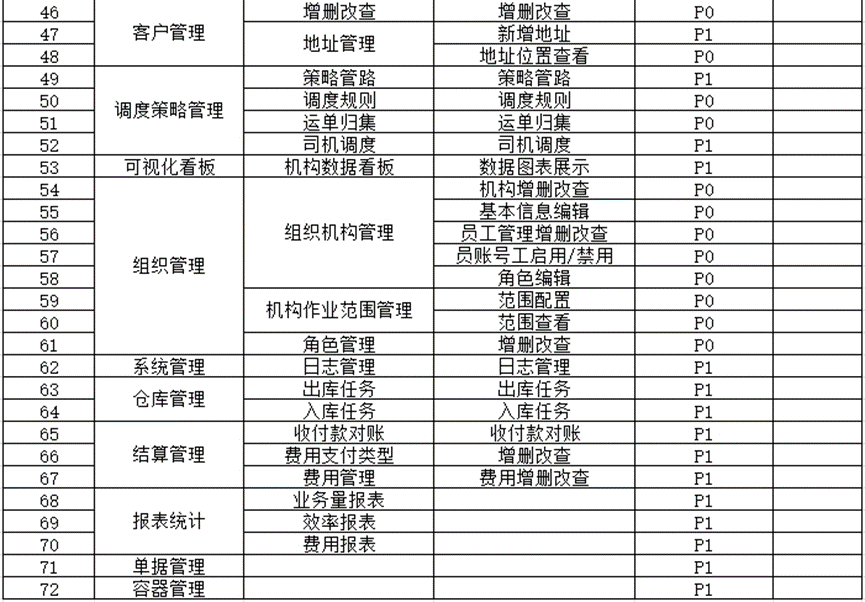 46 客户管理 增删改查 增删改查 P0
47 地址管理 新增地址 P1
48 地址位置查看 P0
49 调度策略管理 策略管路 策略管路 P1
50 调度规则 调度规则 P0
51 运单归集 运单归集 P0
52 司机调度 司机调度 P1
53 可视化看板 机构数据看板 数据图表展示 P1
54 组织管理 组织机构管理 机构增删改查 P0
55 基本信息编辑 P0
56 员工管理增删改查 P0
57 员账号工启用/禁用 P0
58 角色编辑 P0
59 机构作业范围管理 范围配置 P0
60 范围查看 P0
61 角色管理 增删改查 P0
62 系统管理 日志管理 日志管理 P1
63 仓库管理 出库任务 出库任务 P1
64 入库任务 入库任务 P1
65 结算管理 收付款对账 收付款对账 P1
66 费用支付类型 增删改查 P1
67 费用管理 费用增删改查 P1
68 报表统计 业务量报表 P1
69 效率报表 P1
70 费用报表 P1
71 单据管理 P1
72 容器管理 P1